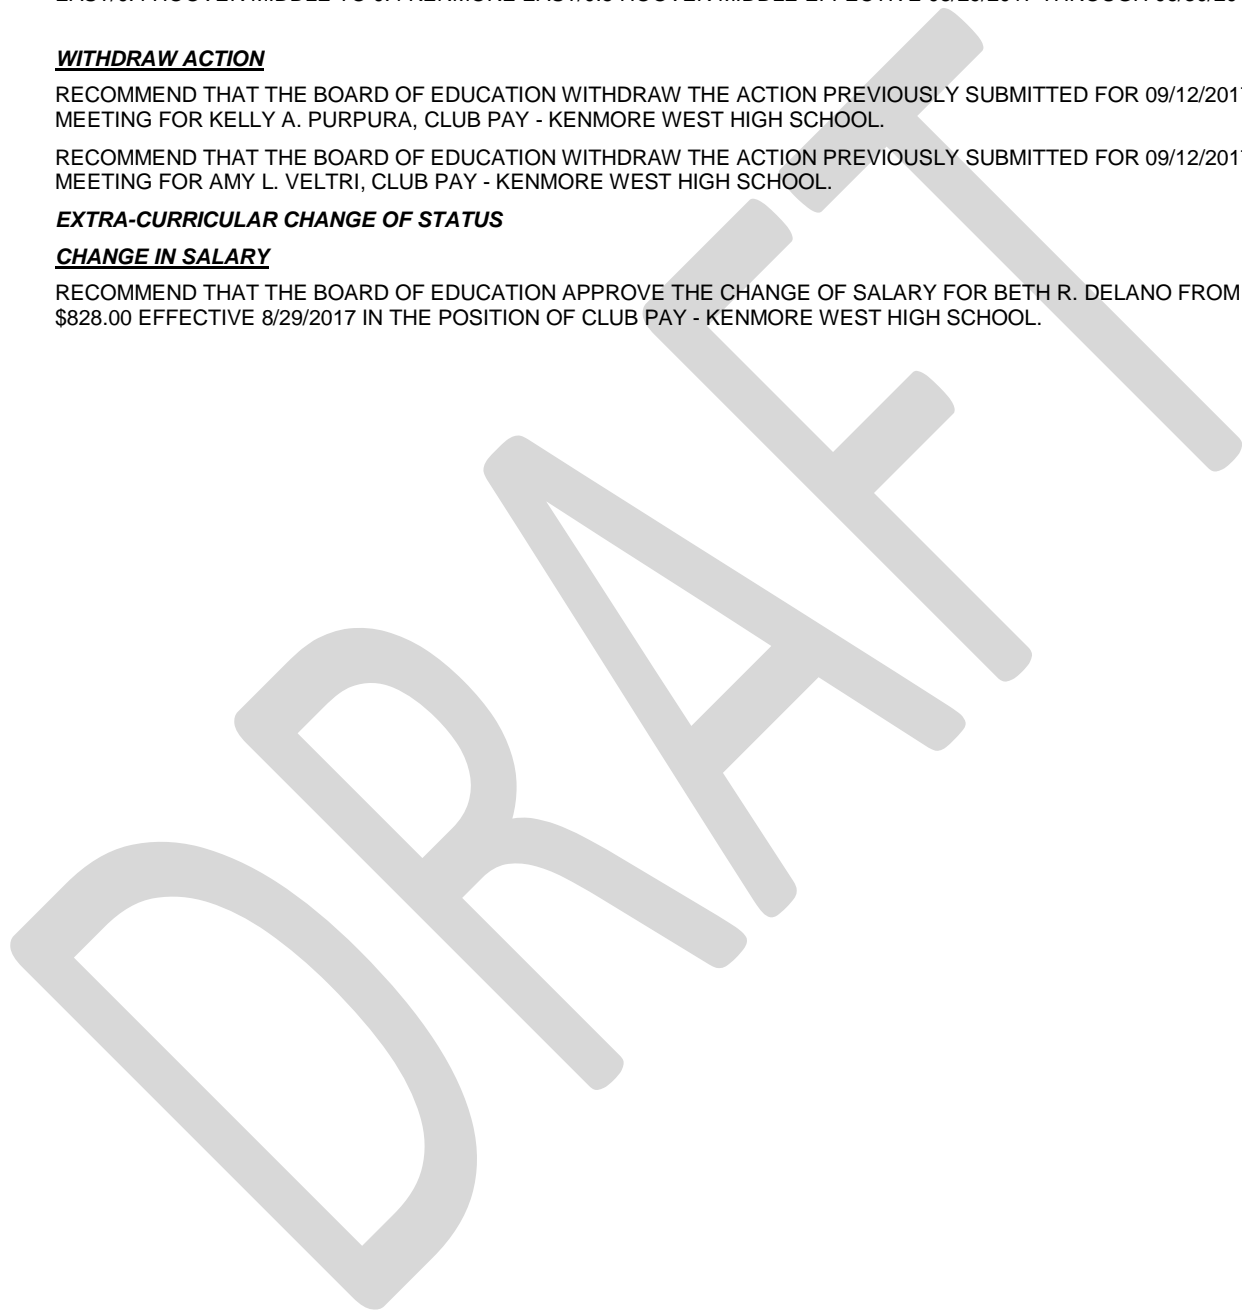 WITHDRAW ACTION
RECOMMEND THAT THE BOARD OF EDUCATION WITHDRAW THE ACTION PREVIOUSLY SUBMITTED FOR 09/12/2017
MEETING FOR KELLY A. PURPURA, CLUB PAY - KENMORE WEST HIGH SCHOOL.
RECOMMEND THAT THE BOARD OF EDUCATION WITHDRAW THE ACTION PREVIOUSLY SUBMITTED FOR 09/12/2017
MEETING FOR AMY L. VELTRI, CLUB PAY - KENMORE WEST HIGH SCHOOL.
EXTRA-CURRICULAR CHANGE OF STATUS
CHANGE IN SALARY
RECOMMEND THAT THE BOARD OF EDUCATION APPROVE THE CHANGE OF SALARY FOR BETH R. DELANO FROM
$828.00 EFFECTIVE 8/29/2017 IN THE POSITION OF CLUB PAY - KENMORE WEST HIGH SCHOOL.
DRAFT